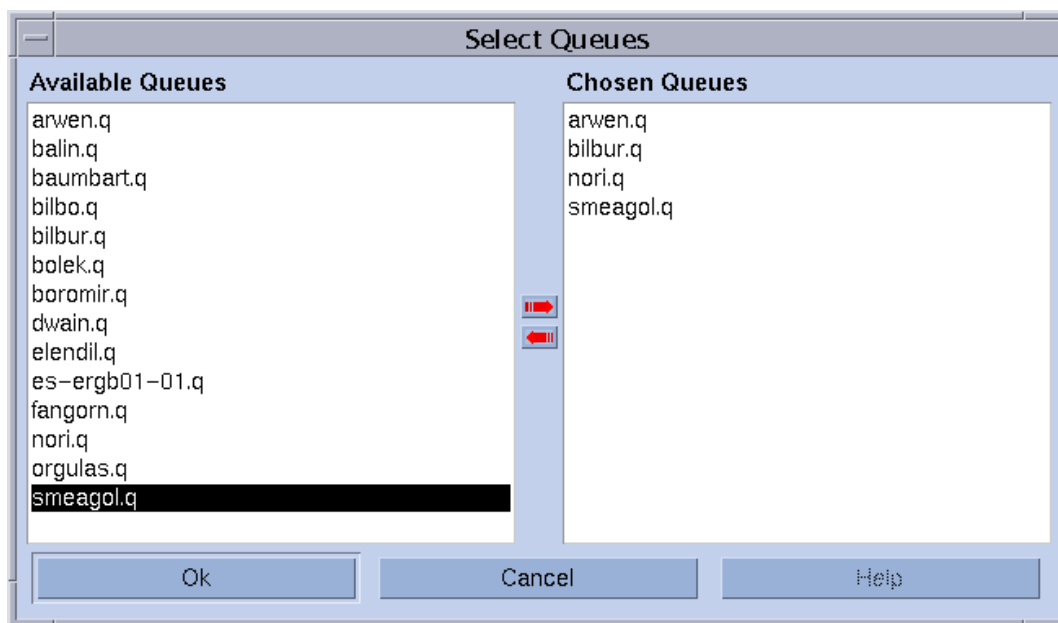 Select Queues
Available Queues
arwen.q
balin.q
baumbart.q
bilbo.q
bilbur.q
bolek.q
boromir.q
dwain.q
elendil.q
es-ergb01-01.q
fangorn.q
nori.q
orgulas.q
smeagol.q
Chosen Queues
arwen.q
bilbur.q
nori.q
smeagol.q
Ok
Cancel
Help